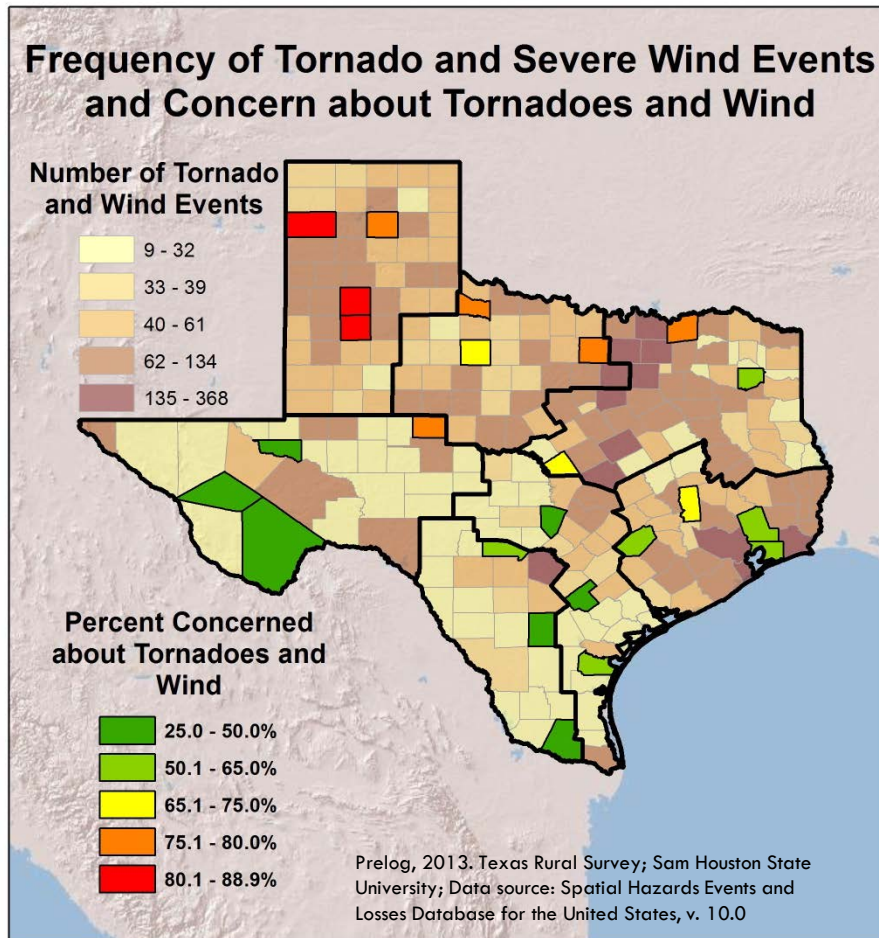 Frequency of Tornado and Severe Wind Events
and Concern about Tornadoes and Wind
Number of Tornado
and Wind Events
9 - 32
33 - 39
40 - 61
62 - 134
135 - 368
Percent Concerned
about Tornadoes and
Wind
25.0 - 50.0%
50.1 - 65.0%
65.1 - 75.0%
75.1 - 80.0%
80.1 - 88.9%
Prelog, 2013. Texas Rural Survey; Sam Houston State
University; Data source: Spatial Hazards Events and
Losses Database for the United States, v. 10.0